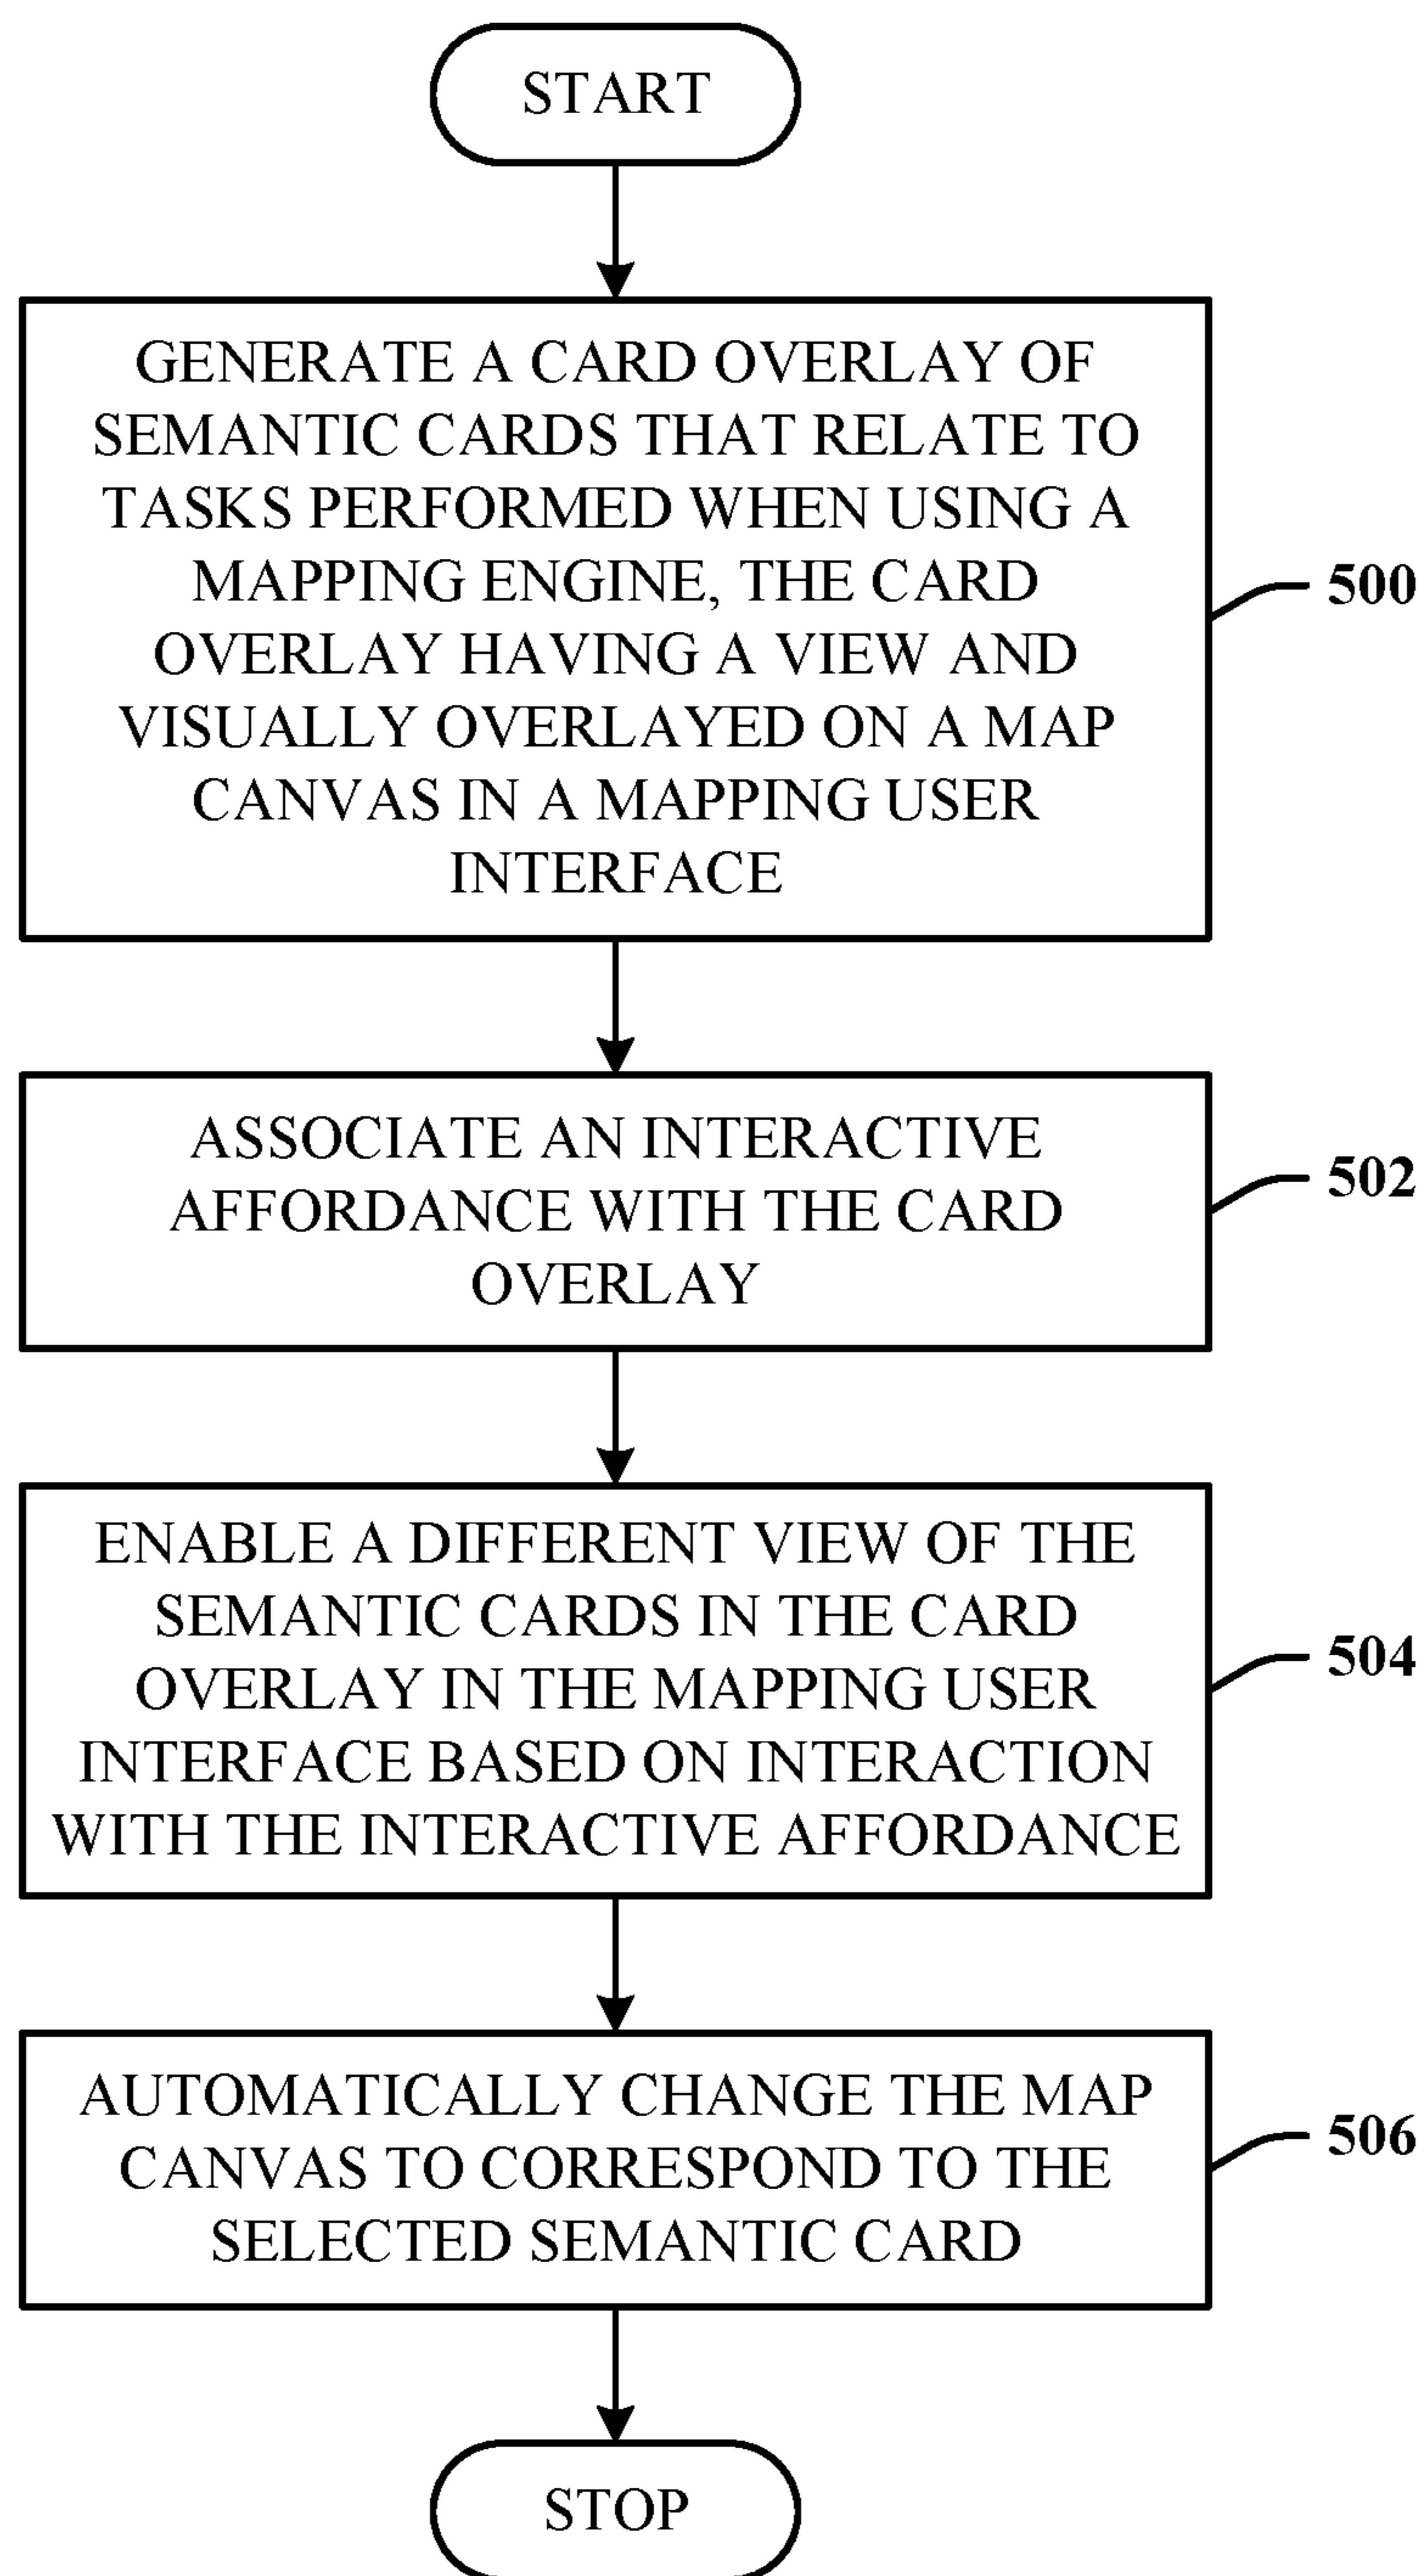 START
GENERATE A CARD OVERLAY OF
SEMANTIC CARDS THAT RELATE TO
TASKS PERFORMED WHEN USING A
MAPPING ENGINE, THE CARD
OVERLAY HAVING A VIEW AND
VISUALLY OVERLAYED ON A MAP
CANVAS IN A MAPPING USER
INTERFACE
500
ASSOCIATE AN INTERACTIVE
AFFORDANCE WITH THE CARD
OVERLAY
502
ENABLE A DIFFERENT VIEW OF THE
SEMANTIC CARDS IN THE CARD
OVERLAY IN THE MAPPING USER
INTERFACE BASED ON INTERACTION
WITH THE INTERACTIVE AFFORDANCE
504
AUTOMATICALLY CHANGE THE MAP
CANVAS TO CORRESPOND TO THE
SELECTED SEMANTIC CARD
506
STOP